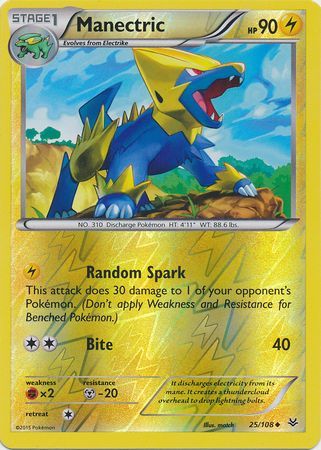 STAGE1
Manectric
HP90
Evolves from Electrike
NO. 310 Discharge Pokémon HT: 4'11" WT: 88.6 lbs.
Random Spark
This attack does 30 damage to 1 of your opponent's
Pokémon. (Don't apply Weakness and Resistance for
Benched Pokémon.)
Bite 40
weakness
×2
resistance
-20
retreat
It discharges electricity from its
mane. It creates a thundercloud
overhead to drop lightning bolts.
©2015 Pokémon
Illus. match
25/108